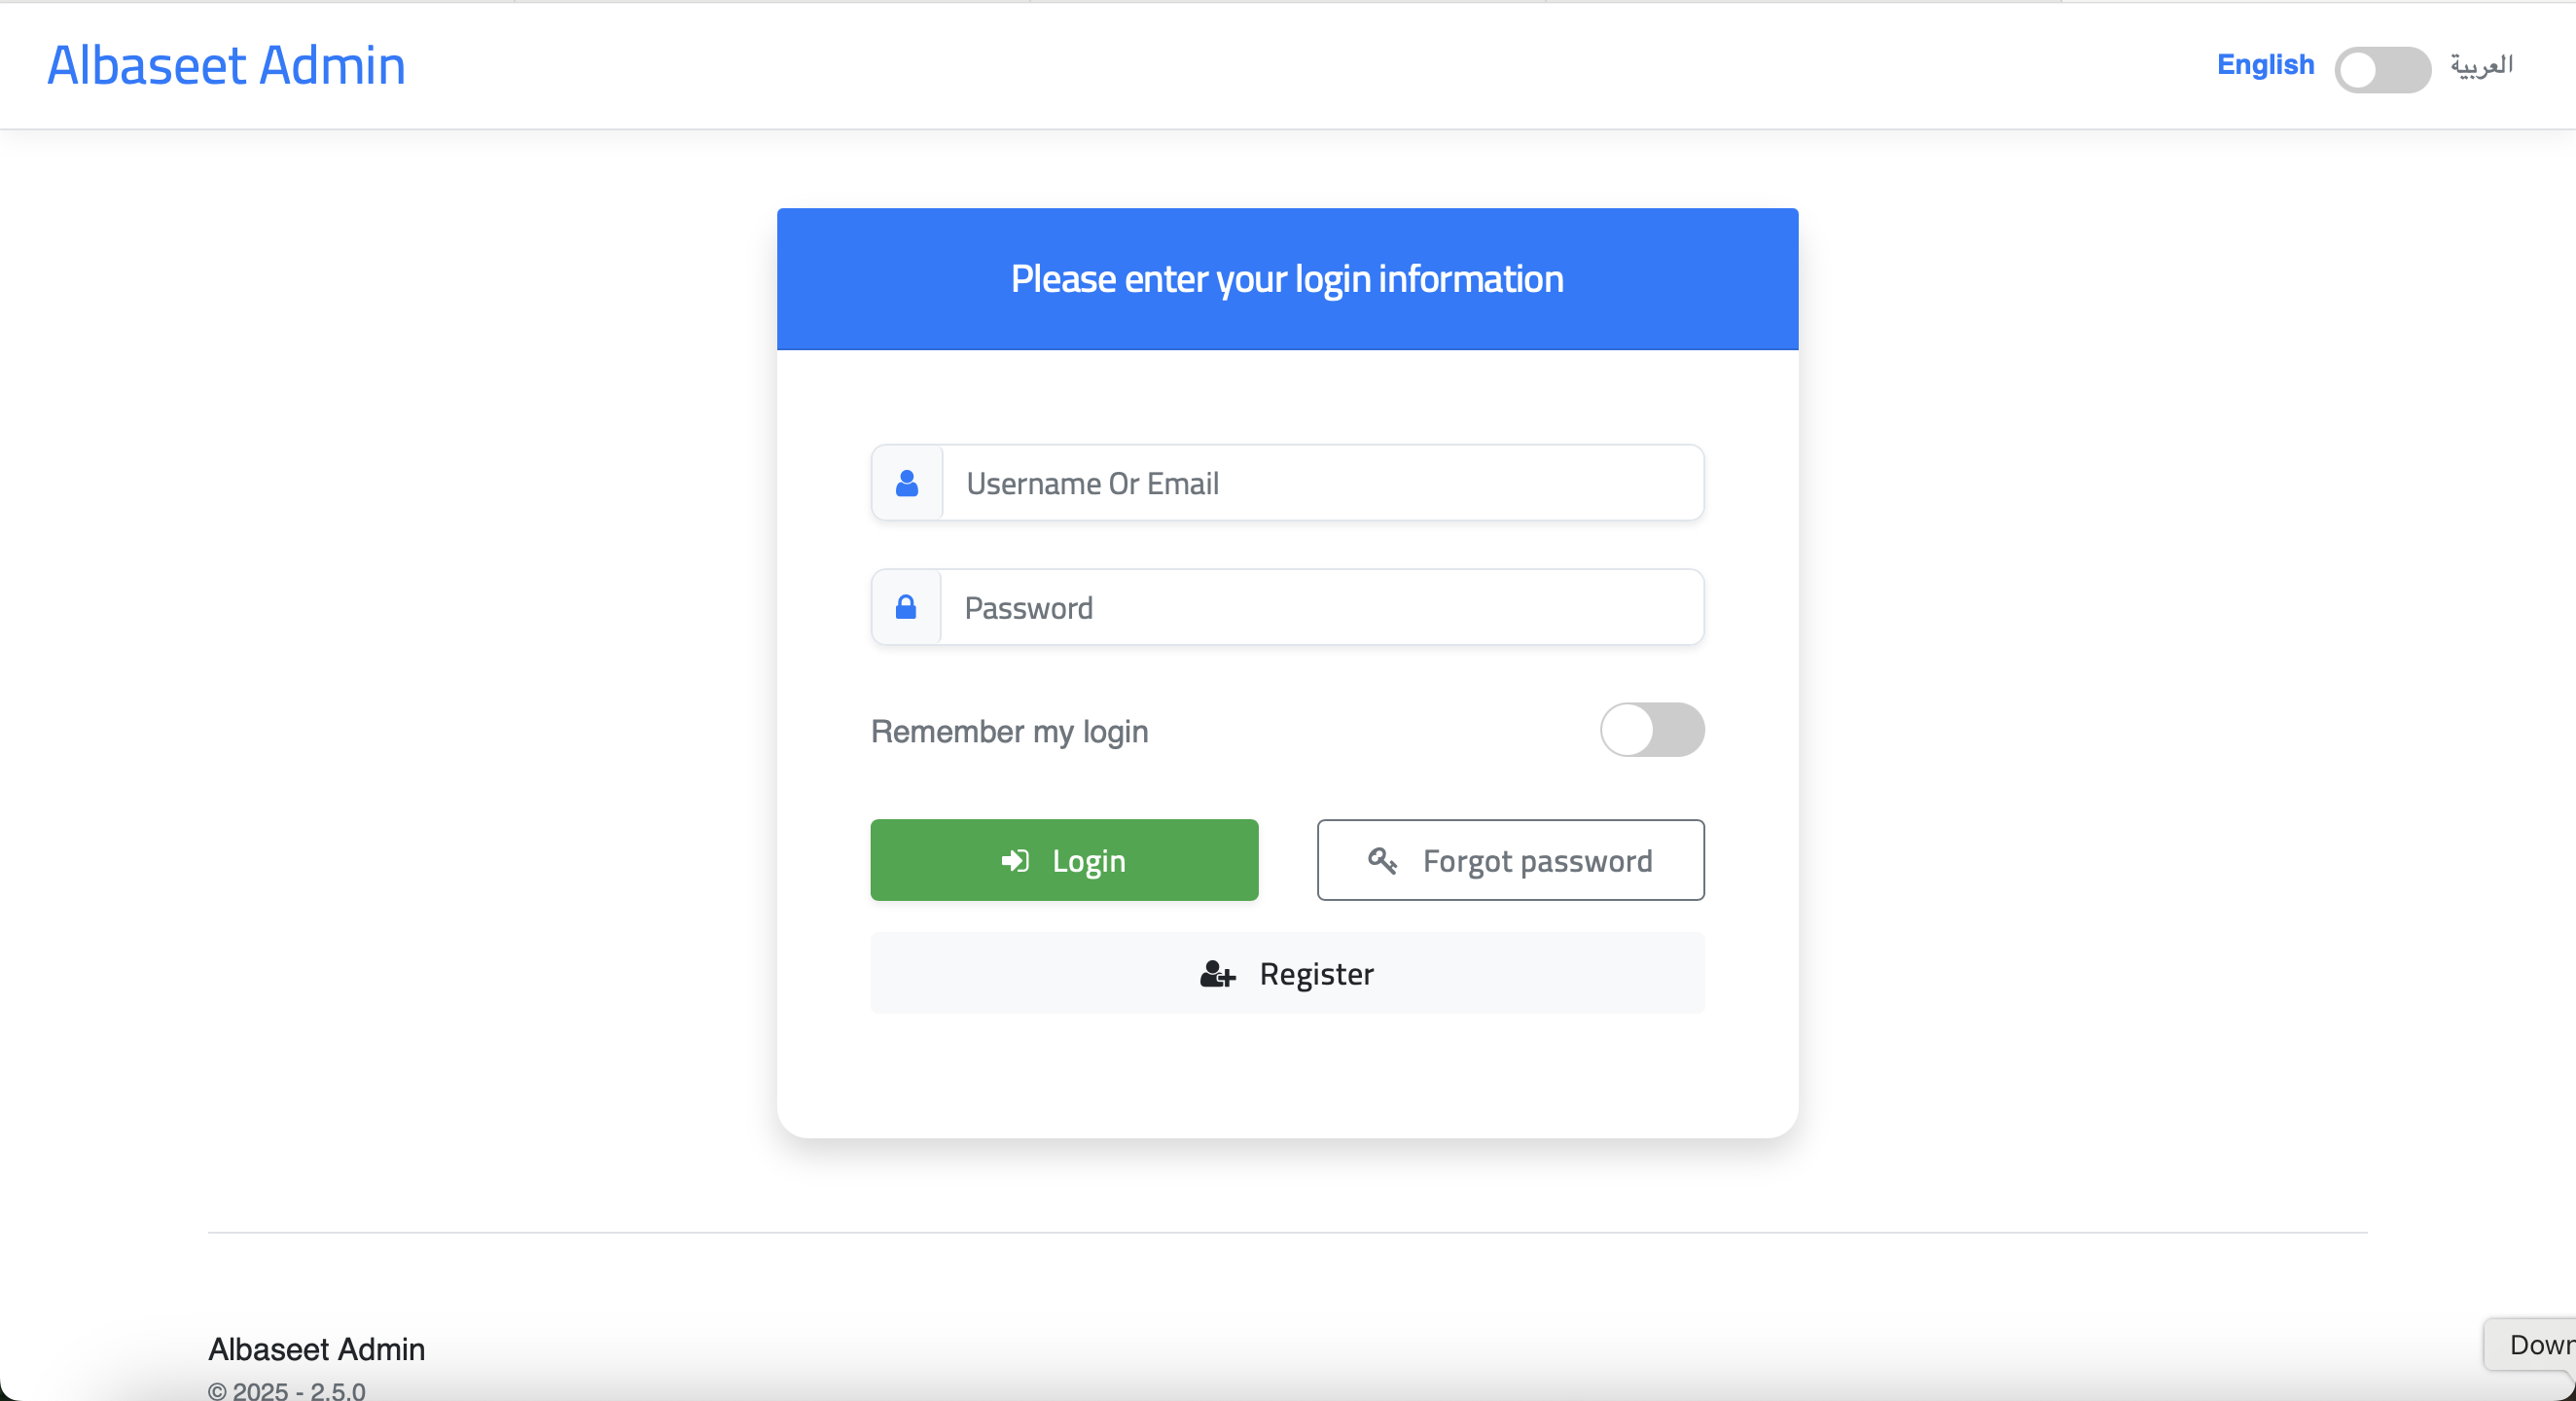 Albaseet Admin
English العربية
Please enter your login information
Username Or Email
Password
Remember my login
Login
Forgot password
Register
Albaseet Admin
© 2025 - 2.5.0